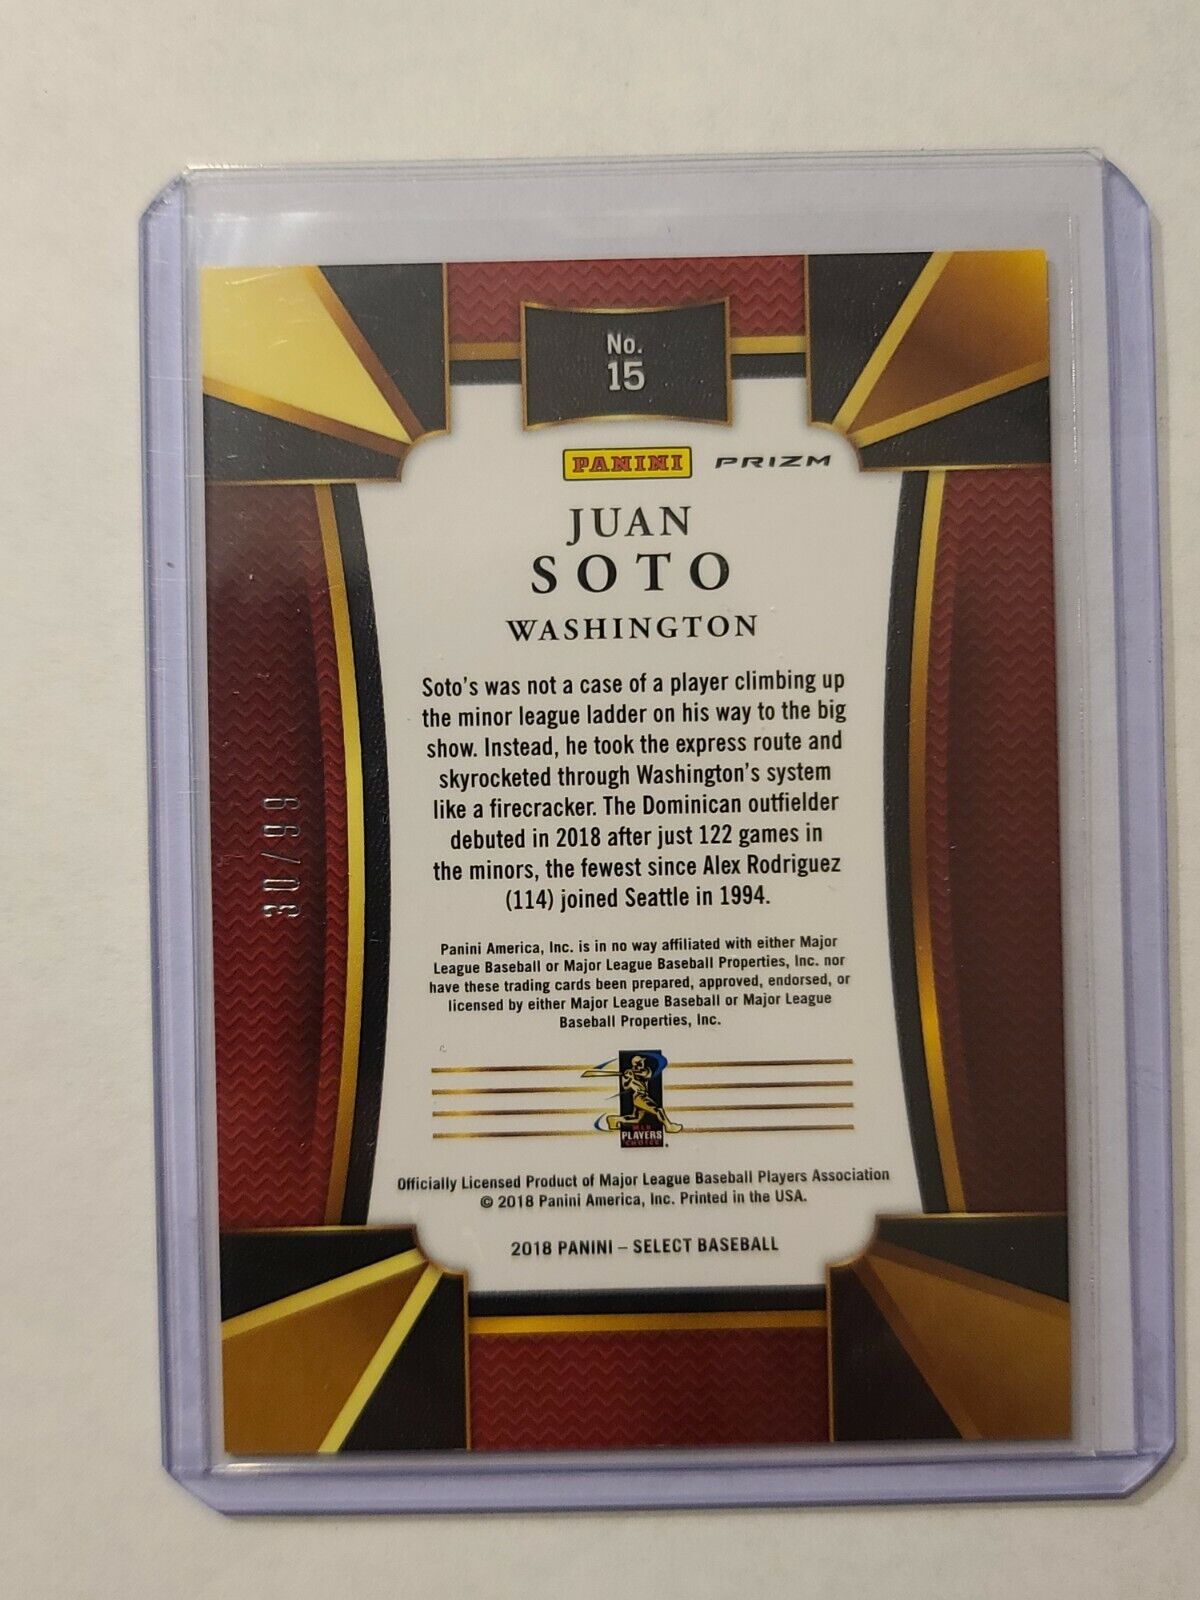 No.
15
PANINI PRIZM
JUAN
SOTO
WASHINGTON
Soto's was not a case of a player climbing up
the minor league ladder on his way to the big
show. Instead, he took the express route and
skyrocketed through Washington's system
like a firecracker. The Dominican outfielder
debuted in 2018 after just 122 games in
the minors, the fewest since Alex Rodriguez
(114) joined Seattle in 1994.
30/99
Panini America, Inc. is in no way affiliated with either Major
League Baseball or Major League Baseball Properties, Inc. nor
have these trading cards been prepared, approved, endorsed, or
licensed by either Major League Baseball or Major League
Baseball Properties, Inc.
MLB
PLAYERS
CHOICE
Officially Licensed Product of Major League Baseball Players Association
© 2018 Panini America, Inc. Printed in the USA.
2018 PANINI – SELECT BASEBALL